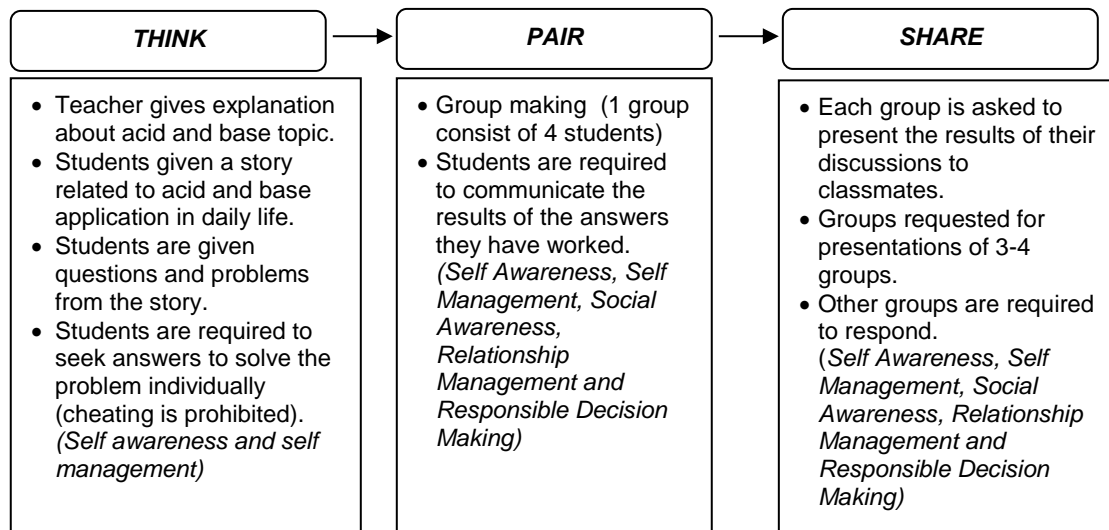 THINK
PAIR
SHARE
• Teacher gives explanation
about acid and base topic.
• Students given a story
related to acid and base
application in daily life.
• Students are given
questions and problems
from the story.
• Students are required to
seek answers to solve the
problem individually
(cheating is prohibited).
(Self awareness and self
management)
• Group making (1 group
consist of 4 students)
• Students are required
to communicate the
results of the answers
they have worked.
(Self Awareness, Self
Management, Social
Awareness,
Relationship
Management and
Responsible Decision
Making)
• Each group is asked to
present the results of their
discussions to
classmates.
• Groups requested for
presentations of 3-4
groups.
• Other groups are required
to respond.
(Self Awareness, Self
Management, Social
Awareness, Relationship
Management and
Responsible Decision
Making)